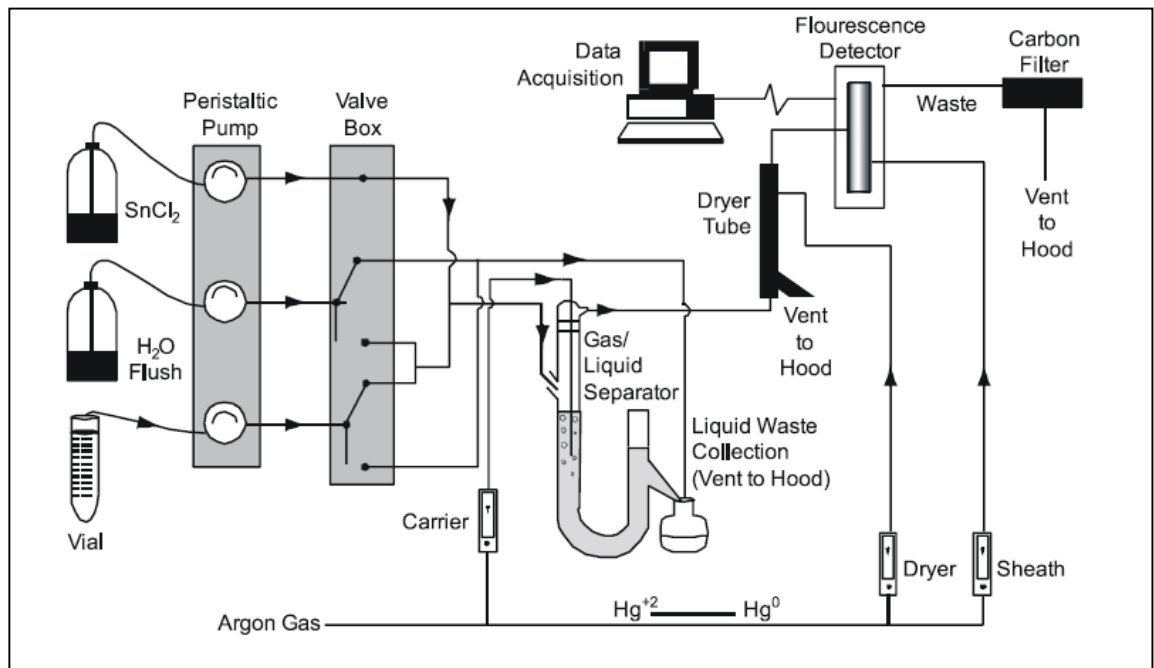 Flourescence
Detector
Carbon
Filter
Data
Acquisition
Waste
Peristaltic
Pump
Valve
Box
SnCl₂
Vent
to
Hood
Dryer
Tube
H₂O
Flush
Gas/
Liquid
Separator
Vent
to
Hood
Liquid Waste
Collection
(Vent to Hood)
Vial
Carrier
Dryer
Sheath
Argon Gas
Hg⁺² Hg⁰